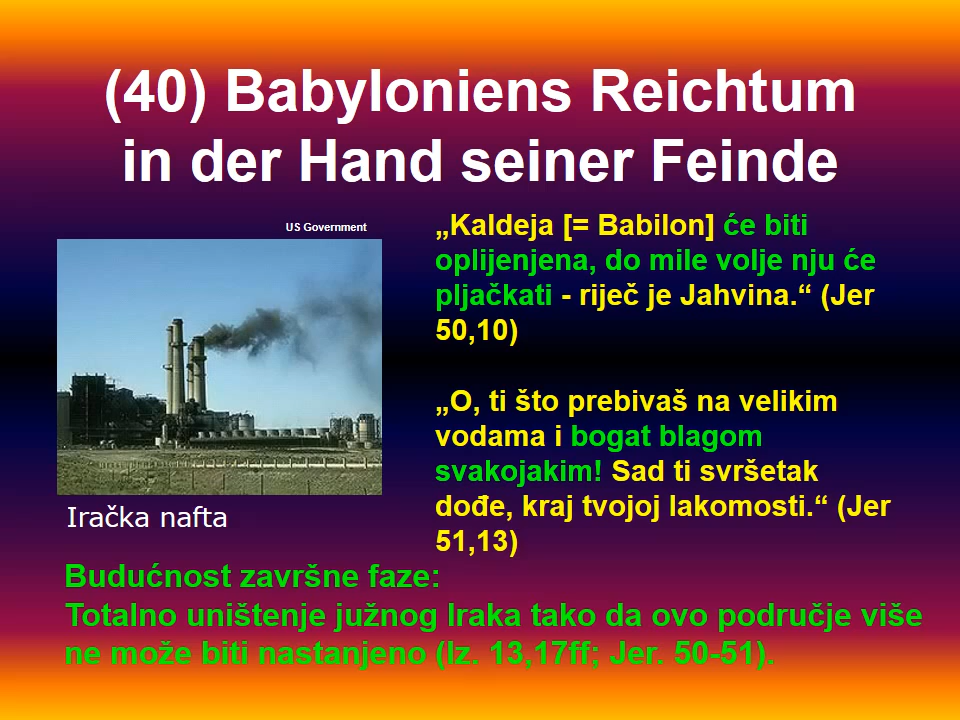 (40) Babyloniens Reichtum
in der Hand seiner Feinde
US Government
„Kaldeja [= Babilon] će biti
oplijenjena, do mile volje nju će
pljačkati - riječ je Jahvina.“ (Jer
50,10)
„O, ti što prebivaš na velikim
vodama i bogat blagom
svakojakim! Sad ti svršetak
dođe, kraj tvojoj lakomosti.“ (Jer
51,13)
Iračka nafta
Budućnost završne faze:
Totalno uništenje južnog Iraka tako da ovo područje više
ne može biti nastanjeno (Iz. 13,17ff; Jer. 50-51).